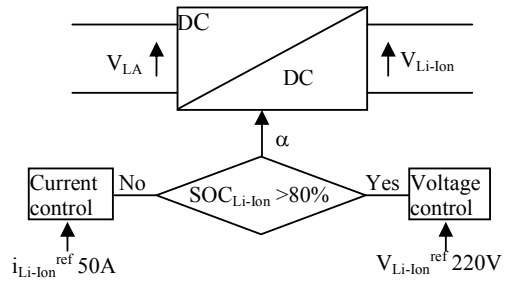 DC
V_LA
V_Li-Ion
DC
α
Current control
No
SOC_Li-Ion >80%
Yes
Voltage control
i_Li-Ion^ref 50A
V_Li-Ion^ref 220V